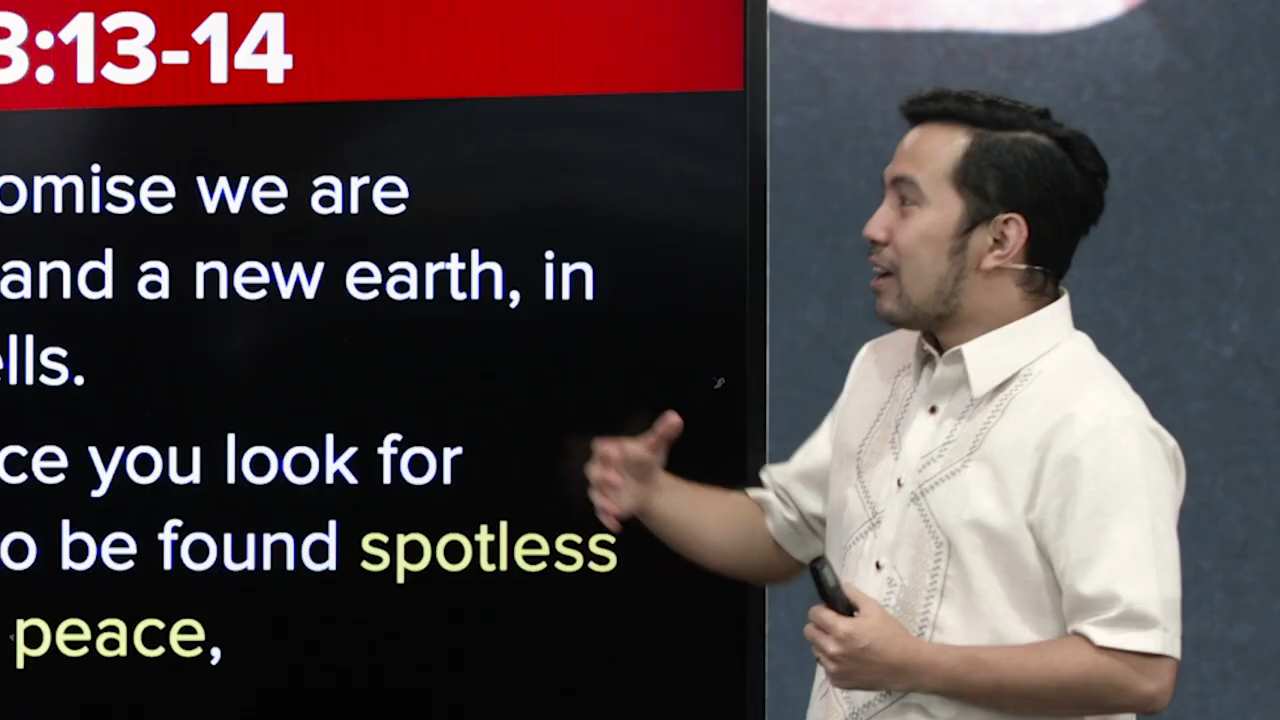 3:13-14
omise we are
and a new earth, in
ells.
ce you look for
o be found spotless
peace,